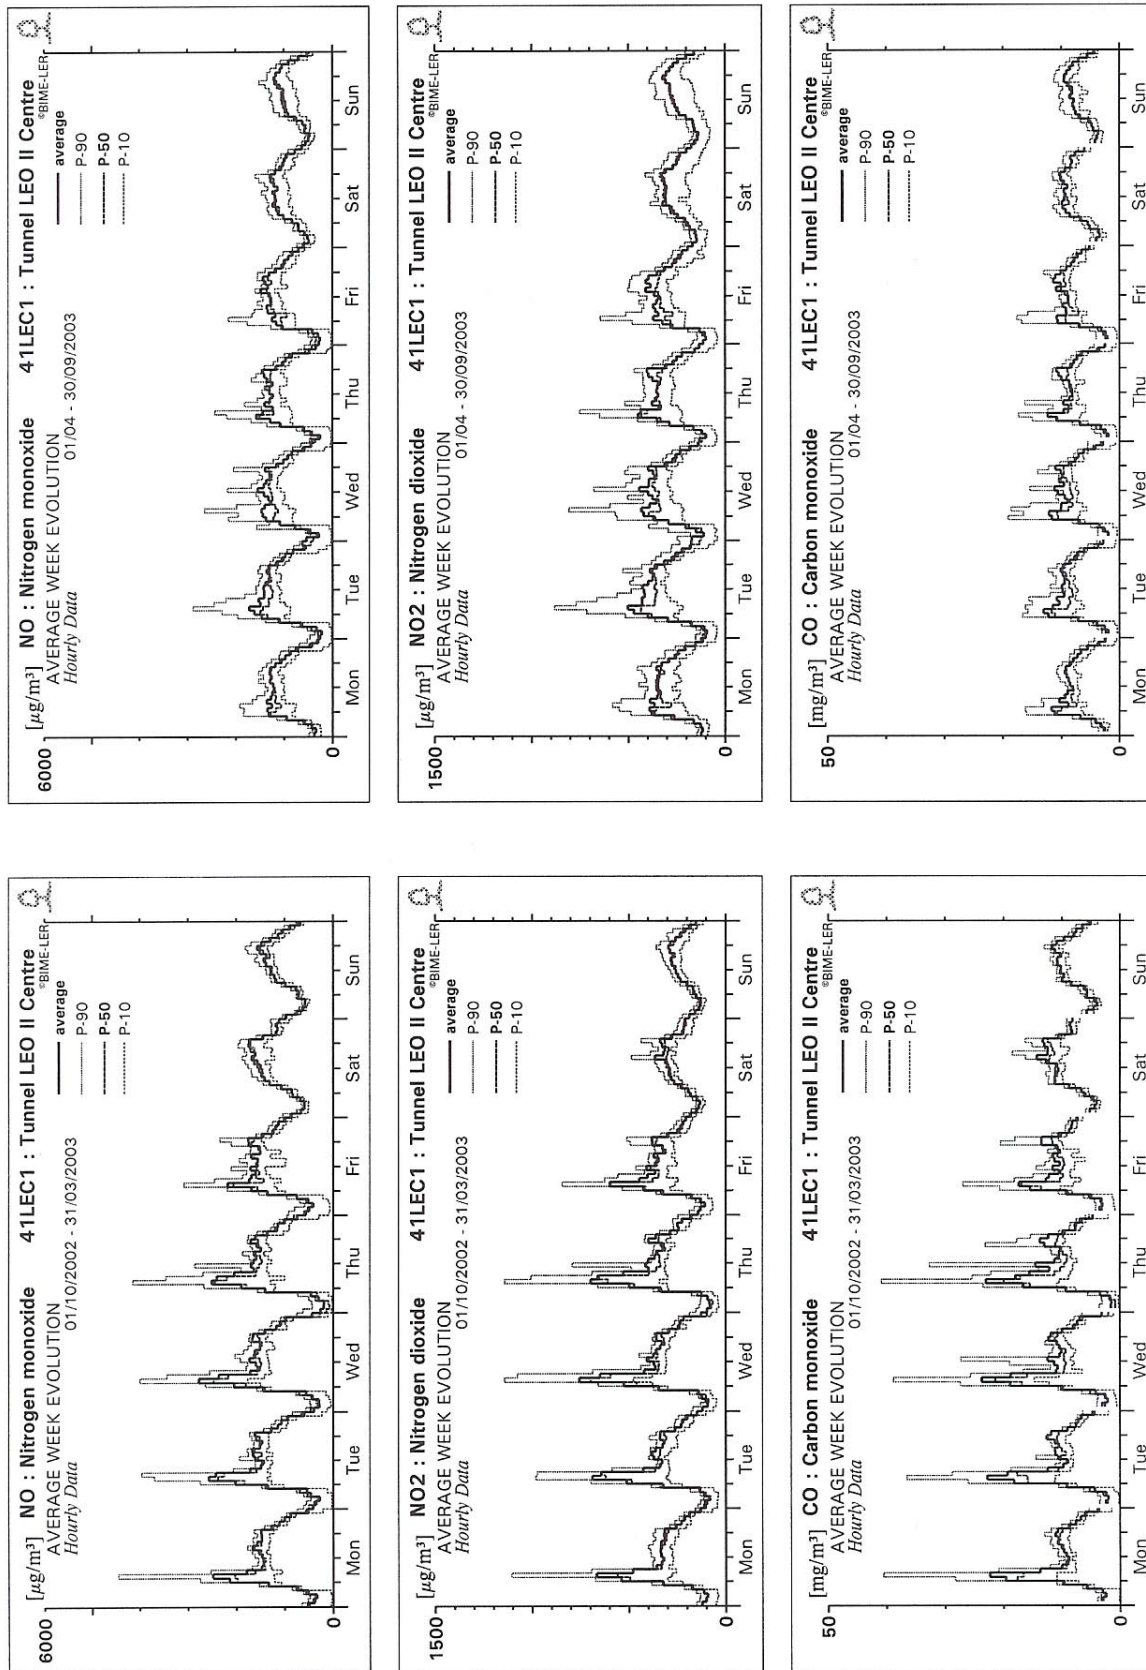 [μg/m³] NO : Nitrogen monoxide 41LEC1 : Tunnel LEO II Centre
AVERAGE WEEK EVOLUTION ©BIME-LER
Hourly Data 01/10/2002 - 31/03/2003
average
P-90
P-50
P-10
6000
0
Mon Tue Wed Thu Fri Sat Sun
[μg/m³] NO : Nitrogen monoxide 41LEC1 : Tunnel LEO II Centre
AVERAGE WEEK EVOLUTION ©BIME-LER
Hourly Data 01/04 - 30/09/2003
average
P-90
P-50
P-10
6000
0
Mon Tue Wed Thu Fri Sat Sun
[μg/m³] NO2 : Nitrogen dioxide 41LEC1 : Tunnel LEO II Centre
AVERAGE WEEK EVOLUTION ©BIME-LER
Hourly Data 01/10/2002 - 31/03/2003
average
P-90
P-50
P-10
1500
0
Mon Tue Wed Thu Fri Sat Sun
[μg/m³] NO2 : Nitrogen dioxide 41LEC1 : Tunnel LEO II Centre
AVERAGE WEEK EVOLUTION ©BIME-LER
Hourly Data 01/04 - 30/09/2003
average
P-90
P-50
P-10
1500
0
Mon Tue Wed Thu Fri Sat Sun
[mg/m³] CO : Carbon monoxide 41LEC1 : Tunnel LEO II Centre
AVERAGE WEEK EVOLUTION ©BIME-LER
Hourly Data 01/10/2002 - 31/03/2003
average
P-90
P-50
P-10
50
0
Mon Tue Wed Thu Fri Sat Sun
[mg/m³] CO : Carbon monoxide 41LEC1 : Tunnel LEO II Centre
AVERAGE WEEK EVOLUTION ©BIME-LER
Hourly Data 01/04 - 30/09/2003
average
P-90
P-50
P-10
50
0
Mon Tue Wed Thu Fri Sat Sun